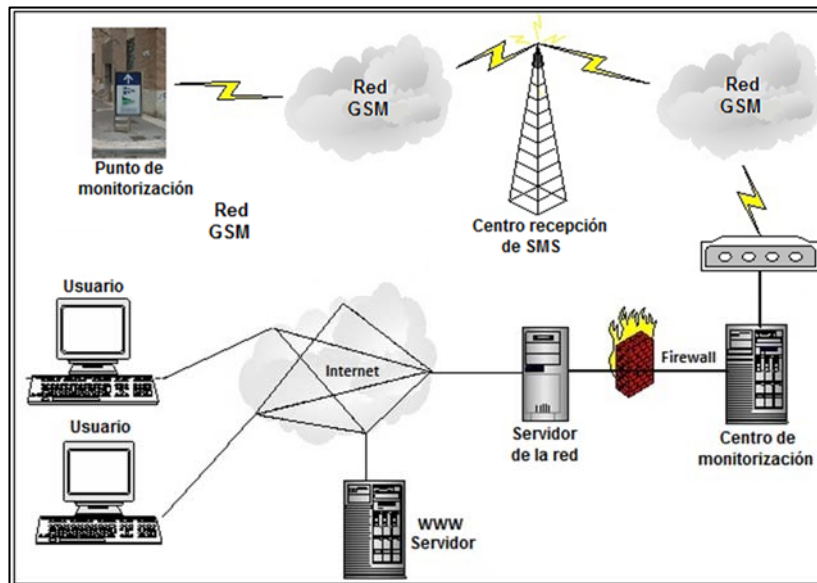 Red
GSM
Red
GSM
Punto de
monitorización
Red
GSM
Centro recepción
de SMS
Usuario
Internet
Firewall
Usuario
Servidor
de la red
Centro de
monitorización
WWW
Servidor